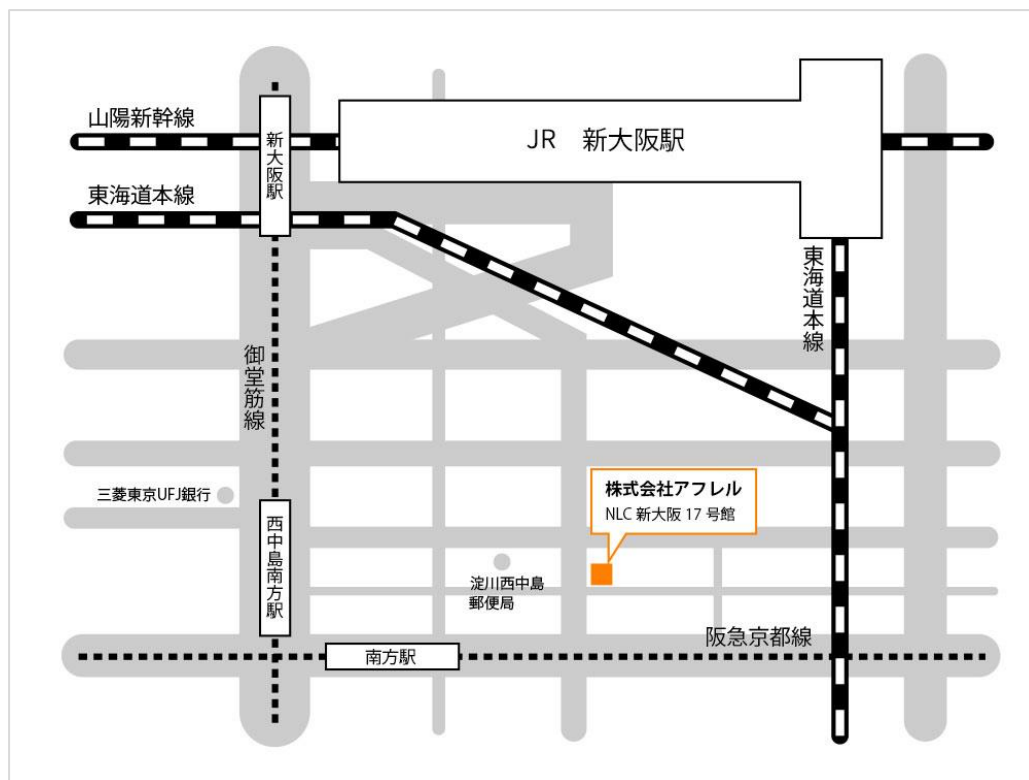 山陽新幹線
新大阪駅
JR 新大阪駅
東海道本線
東海道本線
御堂筋線
三菱東京UFJ銀行
株式会社アフレル
NLC 新大阪 17 号館
西中島南方駅
淀川西中島
郵便局
阪急京都線
南方駅